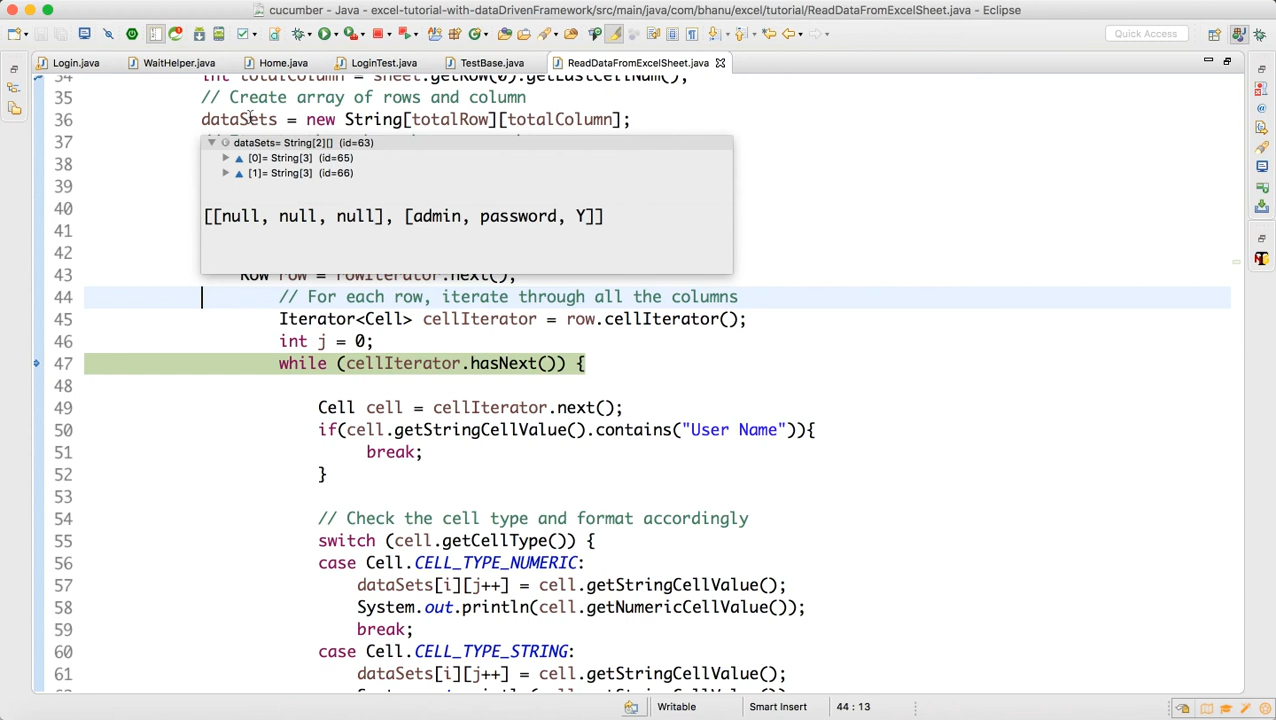 cucumber - Java - excel-tutorial-with-dataDrivenFramework/src/main/java/com/bhanu/excel/tutorial/ReadDataFromExcelSheet.java - Eclipse
Quick Access
Login.java WaitHelper.java Home.java LoginTest.java TestBase.java ReadDataFromExcelSheet.java
34 int totalColumn = sheet.getRow(0).getLastCellNum();
35 // Create array of rows and column
36 dataSets = new String[totalRow][totalColumn];
37
dataSets= String[2][] (id=63)
38 [0]= String[3] (id=65)
[1]= String[3] (id=66)
39
40 [[null, null, null], [admin, password, Y]]
41
42
43 Row row = rowIterator.next();
44 // For each row, iterate through all the columns
45 Iterator<Cell> cellIterator = row.cellIterator();
46 int j = 0;
47 while (cellIterator.hasNext()) {
48
49 Cell cell = cellIterator.next();
50 if(cell.getStringCellValue().contains("User Name")){
51 break;
52 }
53
54 // Check the cell type and format accordingly
55 switch (cell.getCellType()) {
56 case Cell.CELL_TYPE_NUMERIC:
57 dataSets[i][j++] = cell.getStringCellValue();
58 System.out.println(cell.getNumericCellValue());
59 break;
60 case Cell.CELL_TYPE_STRING:
61 dataSets[i][j++] = cell.getStringCellValue();
Writable Smart Insert 44 : 13